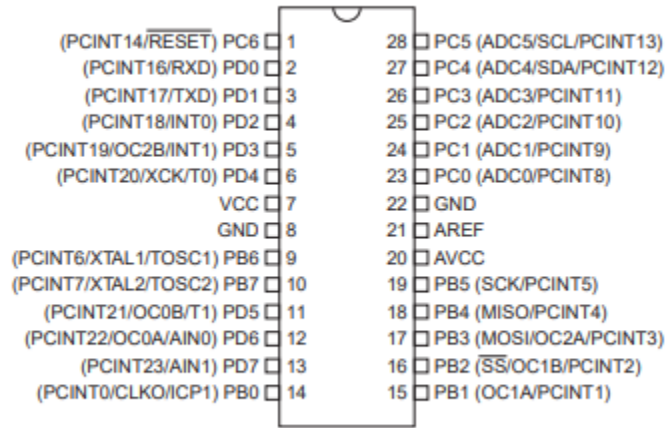 (PCINT14/RESET) PC6 1 28 PC5 (ADC5/SCL/PCINT13)
(PCINT16/RXD) PD0 2 27 PC4 (ADC4/SDA/PCINT12)
(PCINT17/TXD) PD1 3 26 PC3 (ADC3/PCINT11)
(PCINT18/INT0) PD2 4 25 PC2 (ADC2/PCINT10)
(PCINT19/OC2B/INT1) PD3 5 24 PC1 (ADC1/PCINT9)
(PCINT20/XCK/T0) PD4 6 23 PC0 (ADC0/PCINT8)
VCC 7 22 GND
GND 8 21 AREF
(PCINT6/XTAL1/TOSC1) PB6 9 20 AVCC
(PCINT7/XTAL2/TOSC2) PB7 10 19 PB5 (SCK/PCINT5)
(PCINT21/OC0B/T1) PD5 11 18 PB4 (MISO/PCINT4)
(PCINT22/OC0A/AIN0) PD6 12 17 PB3 (MOSI/OC2A/PCINT3)
(PCINT23/AIN1) PD7 13 16 PB2 (SS/OC1B/PCINT2)
(PCINT0/CLKO/ICP1) PB0 14 15 PB1 (OC1A/PCINT1)